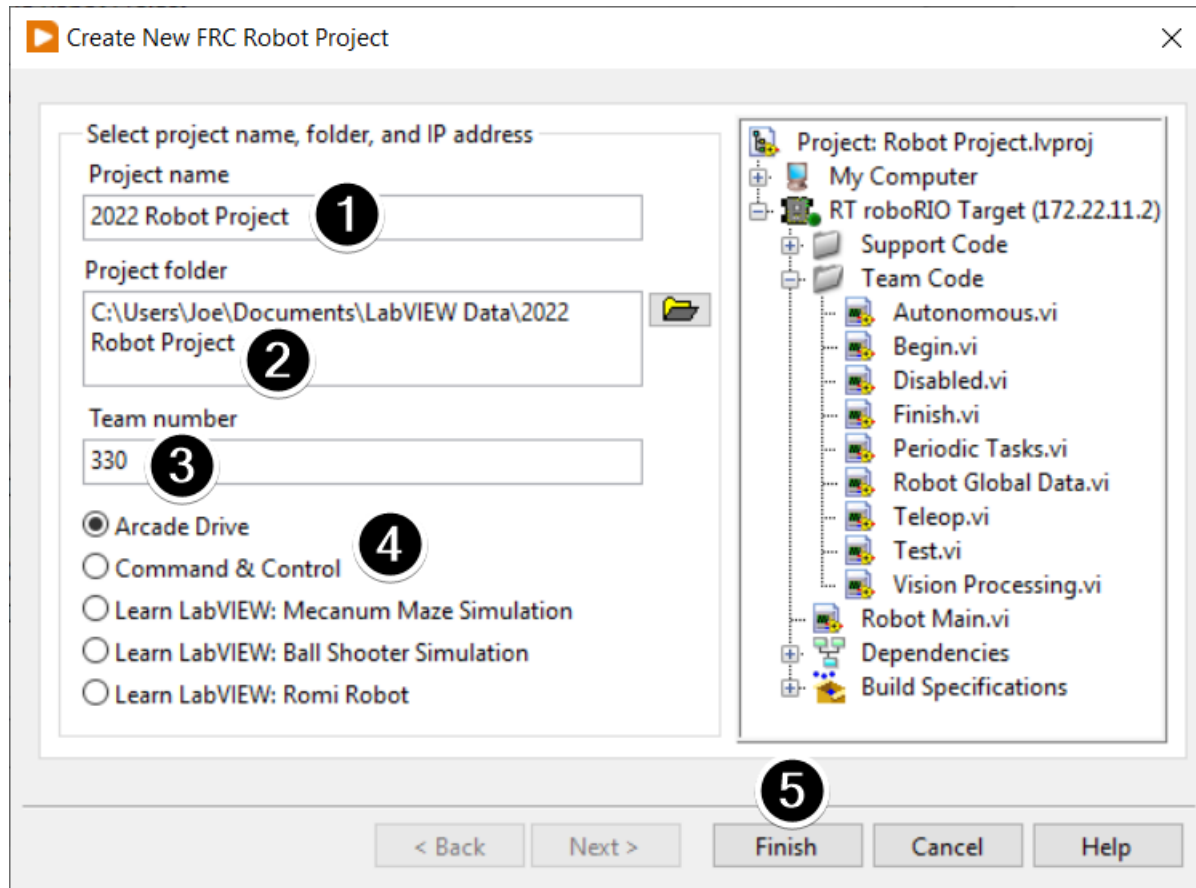 Create New FRC Robot Project
Select project name, folder, and IP address
Project name
2022 Robot Project
1
Project folder
C:\Users\Joe\Documents\LabVIEW Data\2022
Robot Project
2
Team number
330
3
Arcade Drive
4
Command & Control
Learn LabVIEW: Mecanum Maze Simulation
Learn LabVIEW: Ball Shooter Simulation
Learn LabVIEW: Romi Robot
Project: Robot Project.lvproj
My Computer
RT roboRIO Target (172.22.11.2)
Support Code
Team Code
Autonomous.vi
Begin.vi
Disabled.vi
Finish.vi
Periodic Tasks.vi
Robot Global Data.vi
Teleop.vi
Test.vi
Vision Processing.vi
Robot Main.vi
Dependencies
Build Specifications
5
< Back
Next >
Finish
Cancel
Help